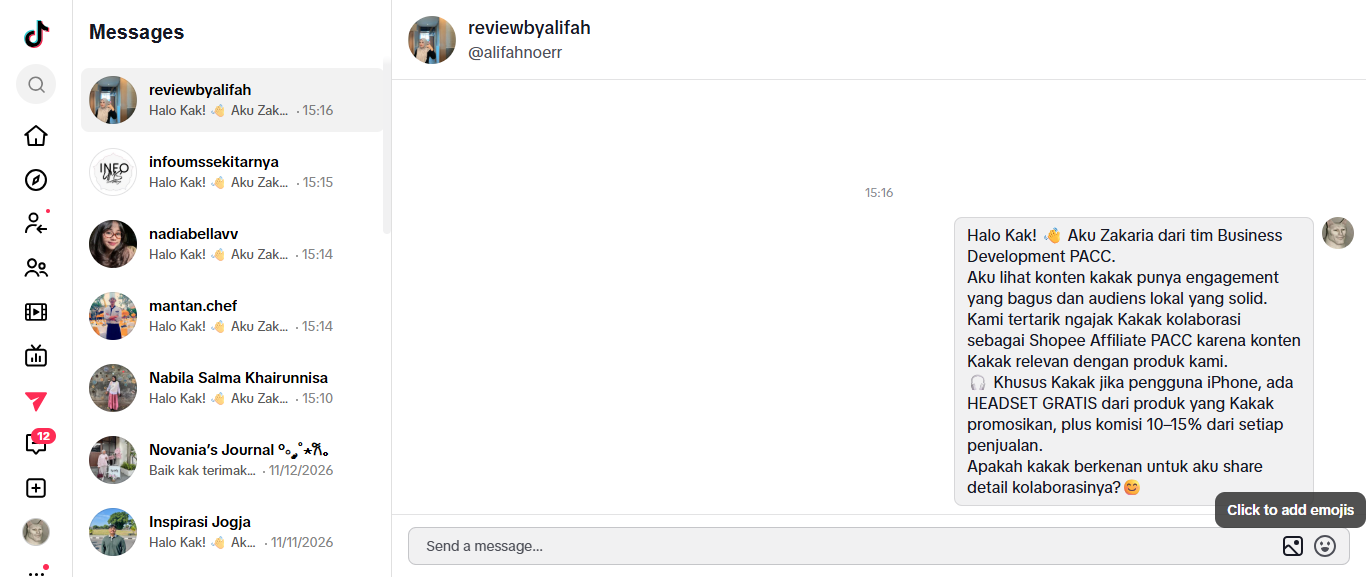 Messages
reviewbyalifah
Halo Kak! 👋 Aku Zak... · 15:16
INFO UMS
infoumssekitarnya
Halo Kak! 👋 Aku Zak... · 15:15
nadiabellavv
Halo Kak! 👋 Aku Zak... · 15:14
mantan.chef
Halo Kak! 👋 Aku Zak... · 15:14
Nabila Salma Khairunnisa
Halo Kak! 👋 Aku Zak... · 15:10
Novania’s Journal
Baik kak terimak... · 11/12/2026
Inspirasi Jogja
Halo Kak! 👋 Ak... · 11/11/2026
12
reviewbyalifah
@alifahnoerr
15:16
Halo Kak! 👋 Aku Zakaria dari tim Business
Development PACC.
Aku lihat konten kakak punya engagement
yang bagus dan audiens lokal yang solid.
Kami tertarik ngajak Kakak kolaborasi
sebagai Shopee Affiliate PACC karena konten
Kakak relevan dengan produk kami.
🎧 Khusus Kakak jika pengguna iPhone, ada
HEADSET GRATIS dari produk yang Kakak
promosikan, plus komisi 10–15% dari setiap
penjualan.
Apakah kakak berkenan untuk aku share
detail kolaborasinya?😊
Click to add emojis
Send a message...